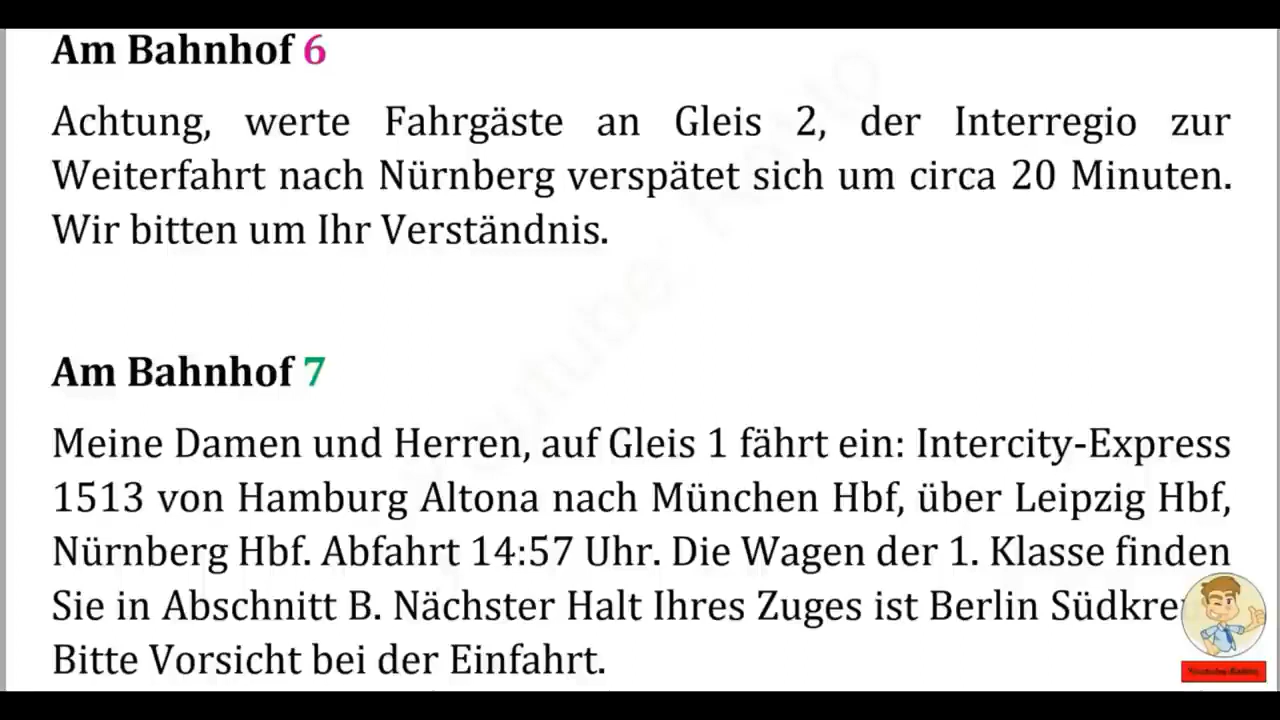 Am Bahnhof 6
Achtung, werte Fahrgäste an Gleis 2, der Interregio zur
Weiterfahrt nach Nürnberg verspätet sich um circa 20 Minuten.
Wir bitten um Ihr Verständnis.
Am Bahnhof 7
Meine Damen und Herren, auf Gleis 1 fährt ein: Intercity-Express
1513 von Hamburg Altona nach München Hbf, über Leipzig Hbf,
Nürnberg Hbf. Abfahrt 14:57 Uhr. Die Wagen der 1. Klasse finden
Sie in Abschnitt B. Nächster Halt Ihres Zuges ist Berlin
Bitte Vorsicht bei der Einfahrt.